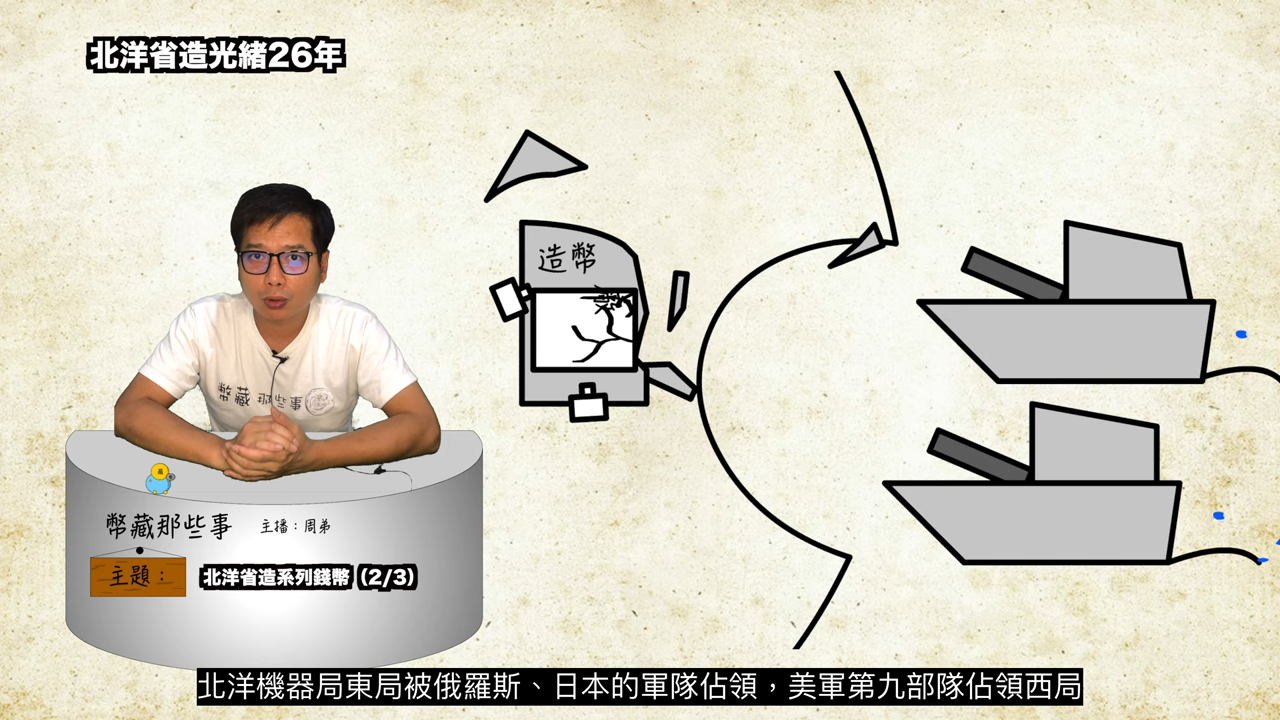 北洋省造光緒26年
造幣
幣藏那些事
幣藏那些事 主播：周弟
主題： 北洋省造系列錢幣（2/3）
北洋機器局東局被俄羅斯、日本的軍隊佔領，美軍第九部隊佔領西局